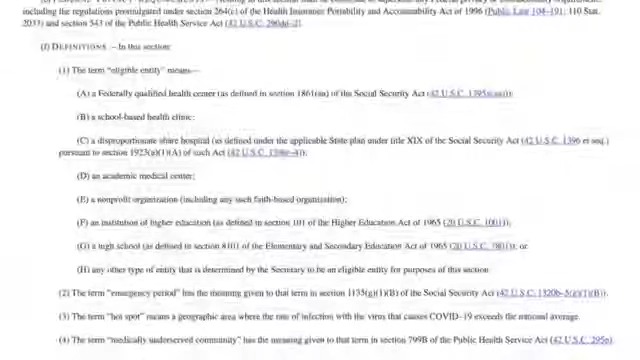 including the regulations promulgated under section 264(c) of the Health Insurance Portability and Accountability Act of 1996 (Public Law 104–191; 110 Stat.
2033) and section 543 of the Public Health Service Act (42 U.S.C. 290dd–2).
(f) DEFINITIONS.—In this section:
(1) The term “eligible entity” means—
(A) a Federally qualified health center (as defined in section 1861(aa) of the Social Security Act (42 U.S.C. 1395x(aa)));
(B) a school-based health clinic;
(C) a disproportionate share hospital (as defined under the applicable State plan under title XIX of the Social Security Act (42 U.S.C. 1396 et seq.)
pursuant to section 1923(a)(1)(A) of such Act (42 U.S.C. 1396r–4));
(D) an academic medical center;
(E) a nonprofit organization (including any such faith-based organization);
(F) an institution of higher education (as defined in section 101 of the Higher Education Act of 1965 (20 U.S.C. 1001));
(G) a high school (as defined in section 8101 of the Elementary and Secondary Education Act of 1965 (20 U.S.C. 7801)); or
(H) any other type of entity that is determined by the Secretary to be an eligible entity for purposes of this section.
(2) The term “emergency period” has the meaning given to that term in section 1135(g)(1)(B) of the Social Security Act (42 U.S.C. 1320b–5(g)(1)(B)).
(3) The term “hot spot” means a geographic area where the rate of infection with the virus that causes COVID–19 exceeds the national average.
(4) The term “medically underserved community” has the meaning given to that term in section 799B of the Public Health Service Act (42 U.S.C. 295p).